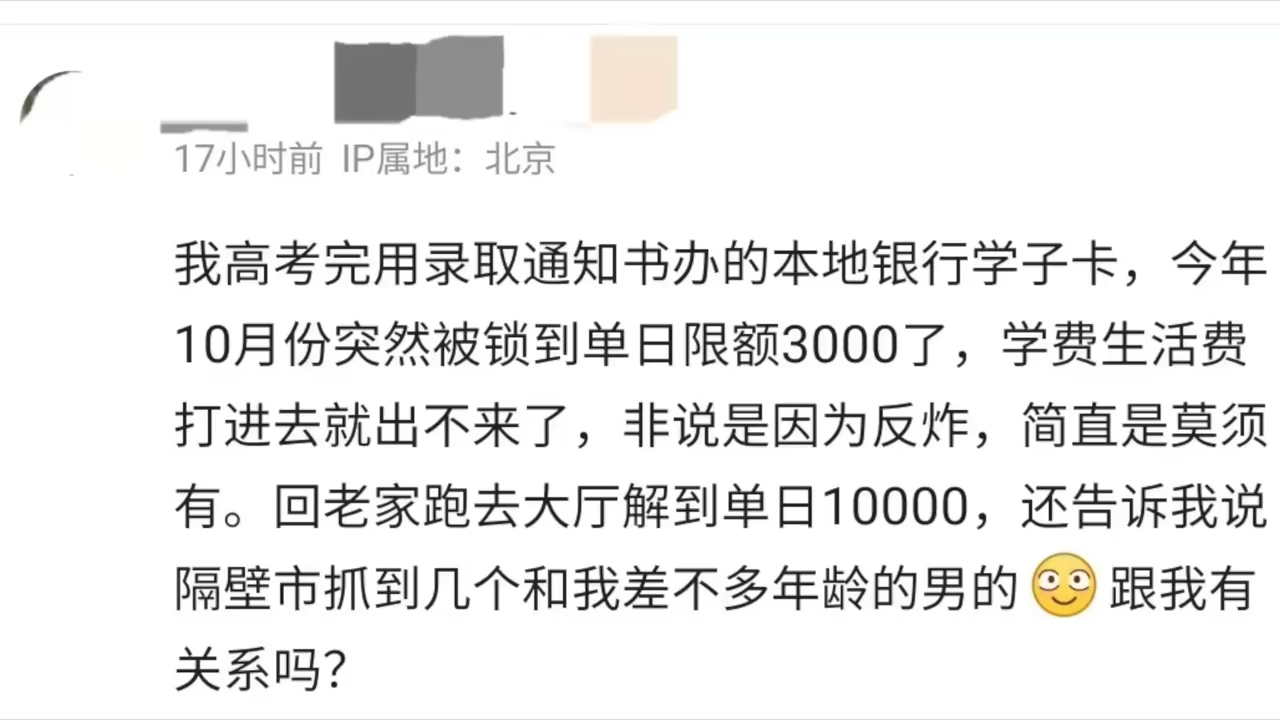 17小时前 IP属地：北京
我高考完用录取通知书办的本地银行学子卡，今年
10月份突然被锁到单日限额3000了，学费生活费
打进去就出不来了，非说是因为反炸，简直是莫须
有。回老家跑去大厅解到单日10000，还告诉我说
隔壁市抓到几个和我差不多年龄的男的 跟我有
关系吗？